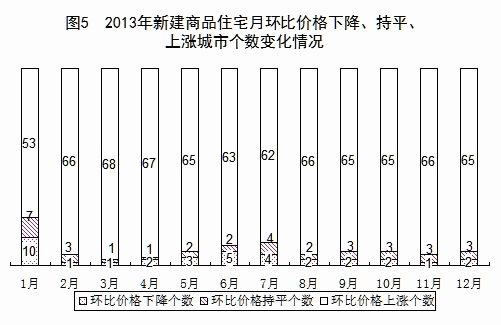 图5 2013年新建商品住宅月环比价格下降、持平、
上涨城市个数变化情况
53 66 68 67 65 63 62 66 65 65 66 65
7 3 1 1 2 2 4 2 3 3 3 3
10 1 1 2 3 5 4 2 2 2 1 2
1月 2月 3月 4月 5月 6月 7月 8月 9月 10月 11月 12月
环比价格下降个数 环比价格持平个数 环比价格上涨个数